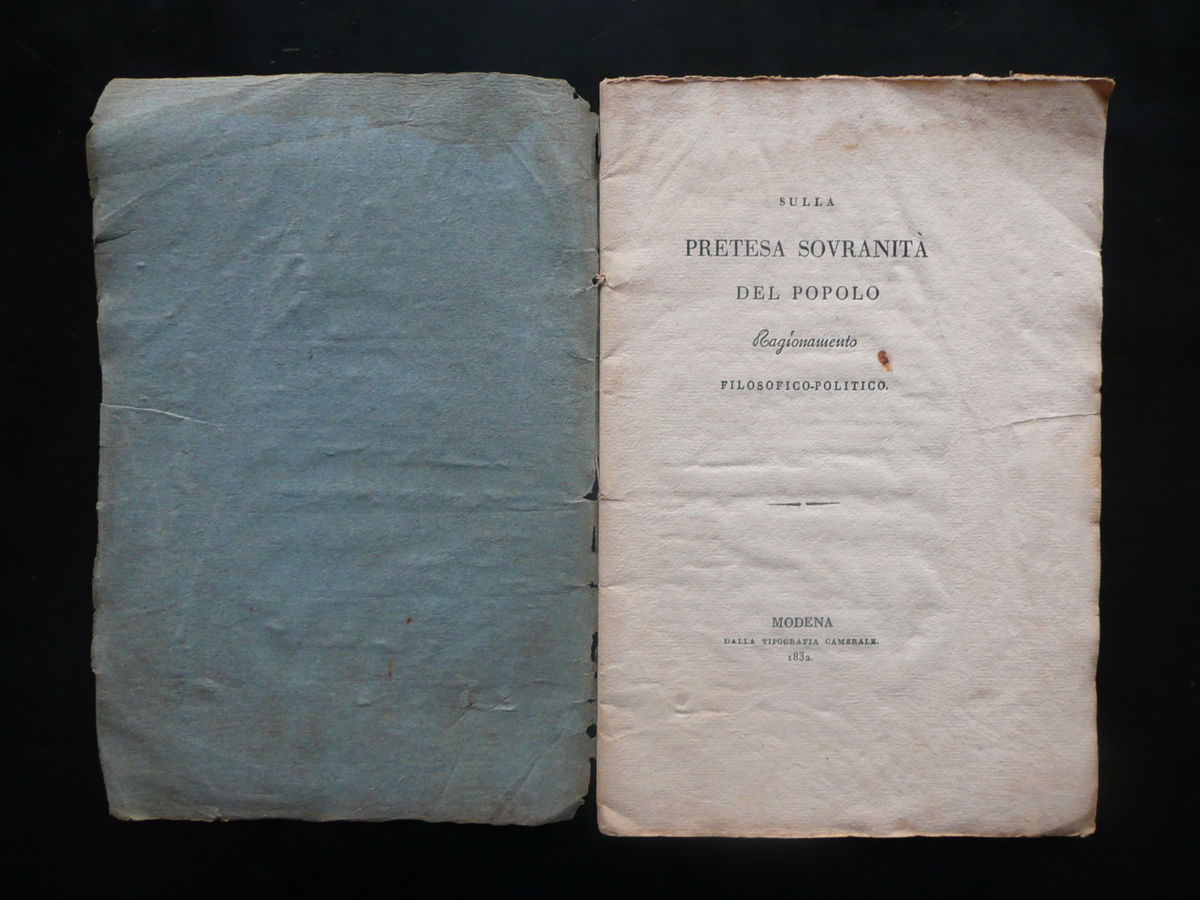 SULLA
PRETESA SOVRANITÀ
DEL POPOLO
Ragionamento
FILOSOFICO-POLITICO.
MODENA
DALLA TIPOGRAFIA CAMERALE.
1832.